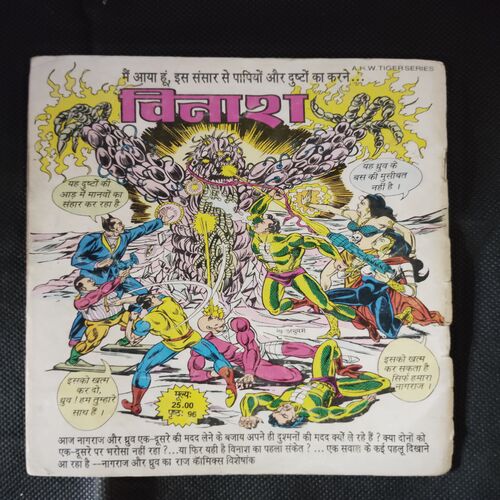 A.H.W. TIGER SERIES
मैं आया हूं, इस संसार से पापियों और दुष्टों का करने...
विनाश
यह दुष्टों की
आड़ में मानवों का
संहार कर रहा है
यह ध्रुव के
बस की मुसीबत
नहीं है।
इसको खत्म
कर दो,
ध्रुव! हम तुम्हारे
साथ हैं।
मूल्य:
25.00
पृष्ठ: 96
इसको खत्म
कर सकता है
सिर्फ हमारा
नागराज।
आज नागराज और ध्रुव एक-दूसरे की मदद लेने के बजाय अपने ही दुश्मनों की मदद क्यों ले रहे हैं? क्या दोनों को
एक-दूसरे पर भरोसा नहीं रहा?...या फिर यही है विनाश का पहला संकेत? ... एक सवाल के कई पहलू दिखाने
आ रहा है --नागराज और ध्रुव का राज कॉमिक्स विशेषांक